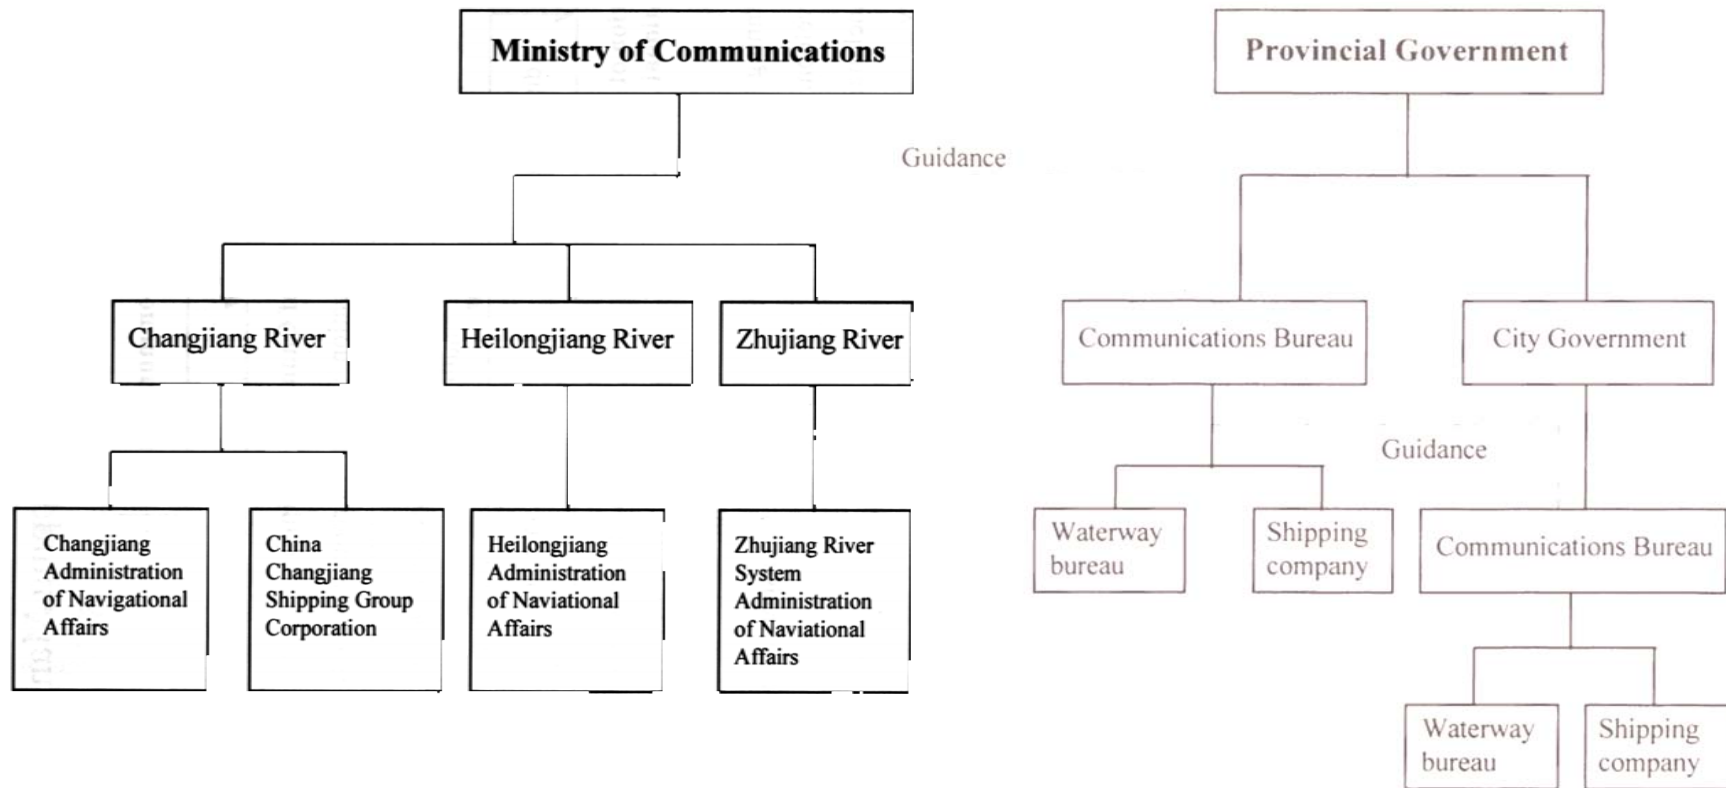 Ministry of Communications
Provincial Government
Guidance
Changjiang River
Heilongjiang River
Zhujiang River
Communications Bureau
City Government
Guidance
Changjiang
Administration
of Navigational
Affairs
China
Changjiang
Shipping Group
Corporation
Heilongjiang
Administration
of Naviational
Affairs
Zhujiang River
System
Administration
of Naviational
Affairs
Waterway
bureau
Shipping
company
Communications Bureau
Waterway
bureau
Shipping
company